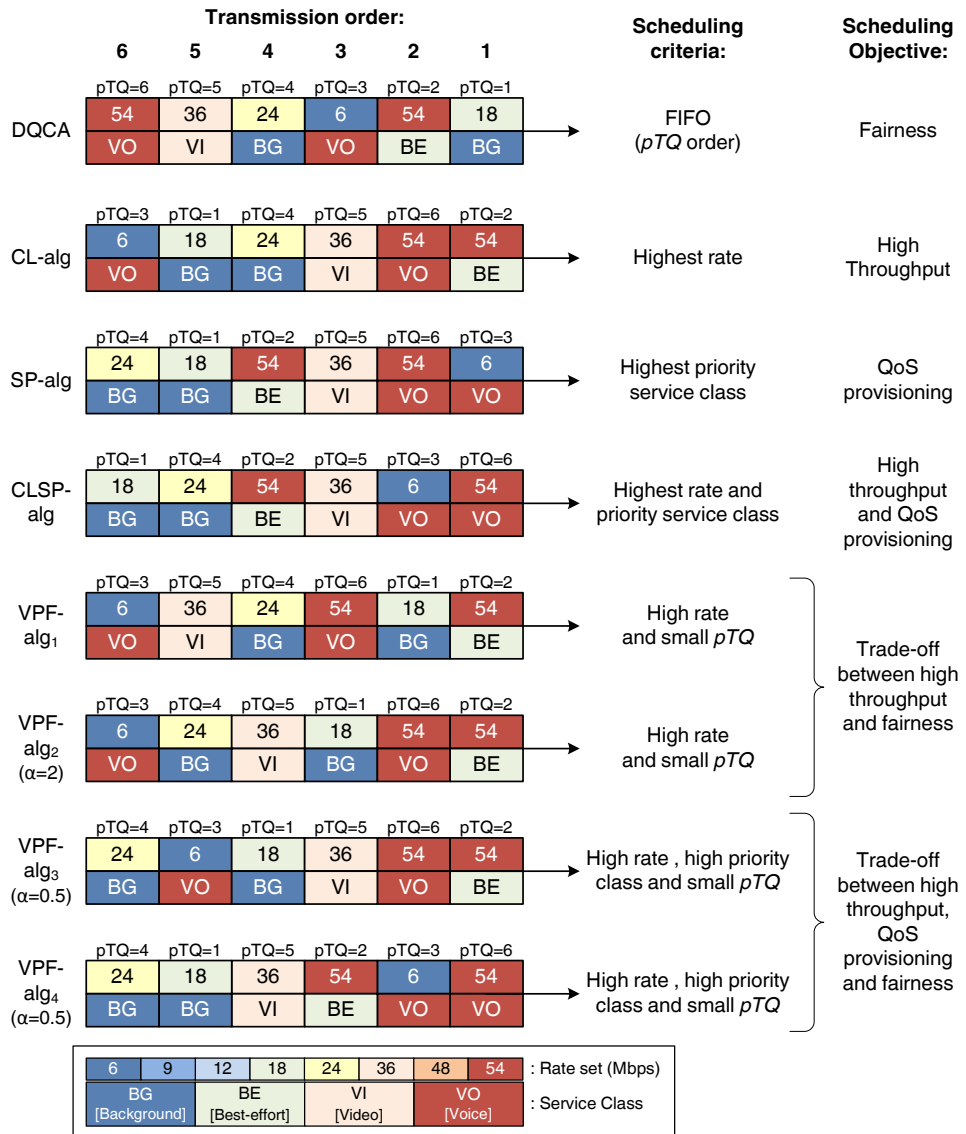 Transmission order:
Scheduling criteria:
Scheduling Objective:
6 5 4 3 2 1
pTQ=6 pTQ=5 pTQ=4 pTQ=3 pTQ=2 pTQ=1
DQCA
54 36 24 6 54 18
VO VI BG VO BE BG
FIFO
(pTQ order)
Fairness
pTQ=3 pTQ=1 pTQ=4 pTQ=5 pTQ=6 pTQ=2
CL-alg
6 18 24 36 54 54
VO BG BG VI VO BE
Highest rate
High
Throughput
pTQ=4 pTQ=1 pTQ=2 pTQ=5 pTQ=6 pTQ=3
SP-alg
24 18 54 36 54 6
BG BG BE VI VO VO
Highest priority
service class
QoS
provisioning
pTQ=1 pTQ=4 pTQ=2 pTQ=5 pTQ=3 pTQ=6
CLSP-
alg
18 24 54 36 6 54
BG BG BE VI VO VO
Highest rate and
priority service class
High
throughput
and QoS
provisioning
pTQ=3 pTQ=5 pTQ=4 pTQ=6 pTQ=1 pTQ=2
VPF-
alg1
6 36 24 54 18 54
VO VI BG VO BG BE
High rate
and small pTQ
pTQ=3 pTQ=4 pTQ=5 pTQ=1 pTQ=6 pTQ=2
VPF-
alg2
(α=2)
6 24 36 18 54 54
VO BG VI BG VO BE
High rate
and small pTQ
Trade-off
between high
throughput
and fairness
pTQ=4 pTQ=3 pTQ=1 pTQ=5 pTQ=6 pTQ=2
VPF-
alg3
(α=0.5)
24 6 18 36 54 54
BG VO BG VI VO BE
High rate , high priority
class and small pTQ
pTQ=4 pTQ=1 pTQ=5 pTQ=2 pTQ=3 pTQ=6
VPF-
alg4
(α=0.5)
24 18 36 54 6 54
BG BG VI BE VO VO
High rate , high priority
class and small pTQ
Trade-off
between high
throughput,
QoS
provisioning
and fairness
6 9 12 18 24 36 48 54 : Rate set (Mbps)
BG BE VI VO
[Background] [Best-effort] [Video] [Voice]
: Service Class